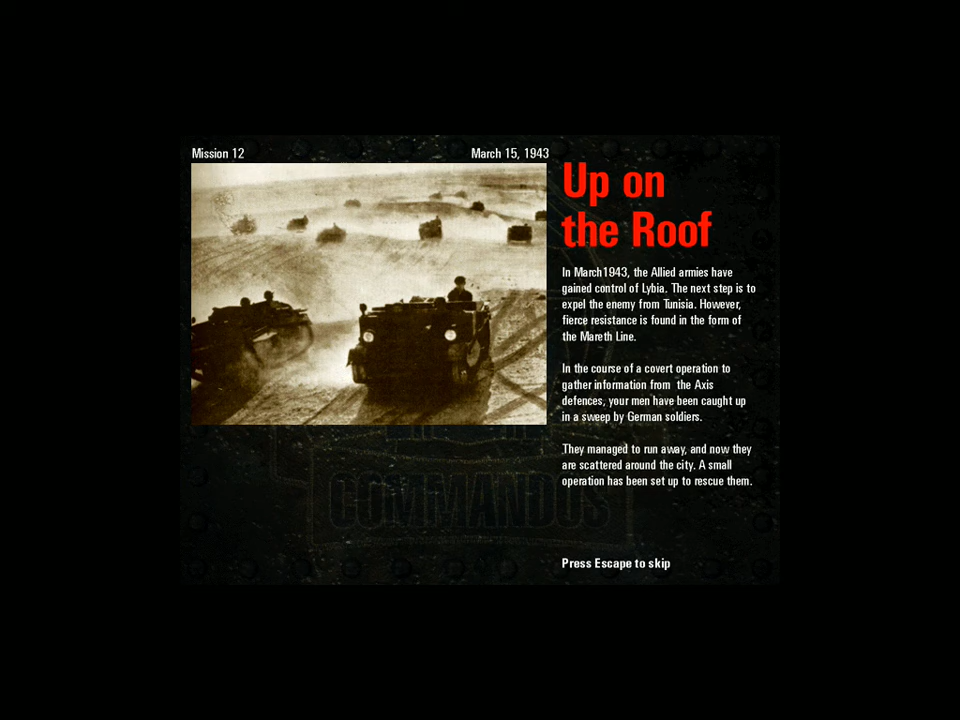 Mission 12
March 15, 1943
Up on
the Roof
In March1943, the Allied armies have
gained control of Lybia. The next step is to
expel the enemy from Tunisia. However,
fierce resistance is found in the form of
the Mareth Line.
In the course of a covert operation to
gather information from  the Axis
defences, your men have been caught up
in a sweep by German soldiers.
They managed to run away, and now they
are scattered around the city. A small
operation has been set up to rescue them.
COMMANDOS
Press Escape to skip